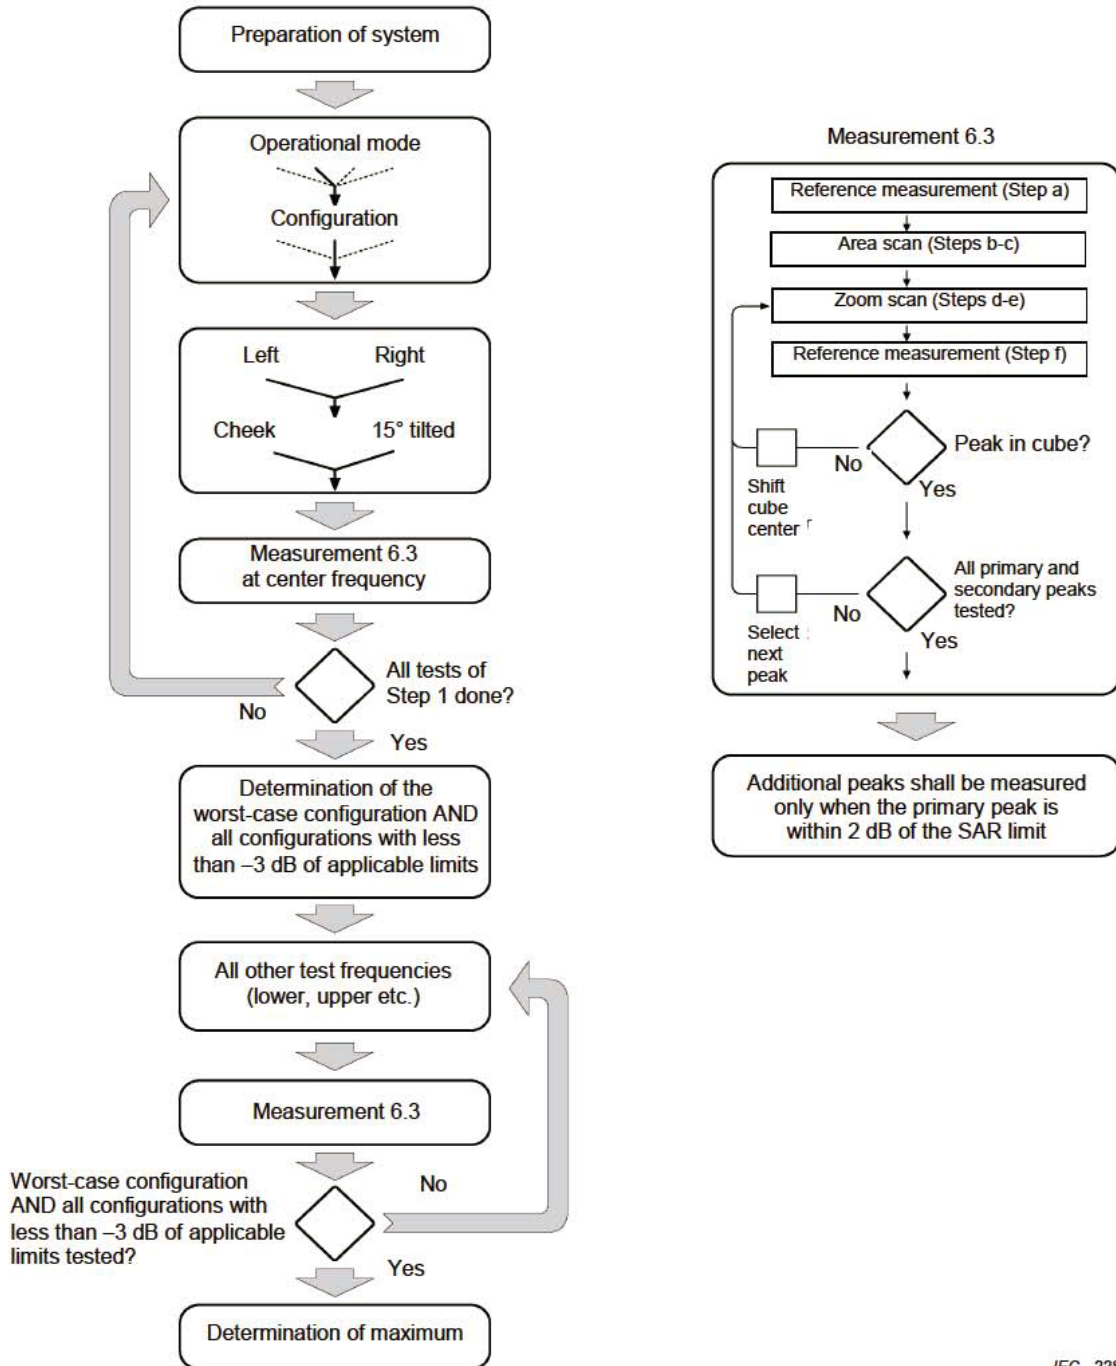 Preparation of system
Operational mode
Configuration
Left Right
Cheek 15° tilted
Measurement 6.3
at center frequency
All tests of
Step 1 done?
No
Yes
Determination of the
worst-case configuration AND
all configurations with less
than –3 dB of applicable limits
All other test frequencies
(lower, upper etc.)
Measurement 6.3
Worst-case configuration
AND all configurations with
less than –3 dB of applicable
limits tested?
No
Yes
Determination of maximum
Measurement 6.3
Reference measurement (Step a)
Area scan (Steps b-c)
Zoom scan (Steps d-e)
Reference measurement (Step f)
Peak in cube?
No
Yes
Shift
cube
center
All primary and
secondary peaks
tested?
No
Yes
Select
next
peak
Additional peaks shall be measured
only when the primary peak is
within 2 dB of the SAR limit
IEC